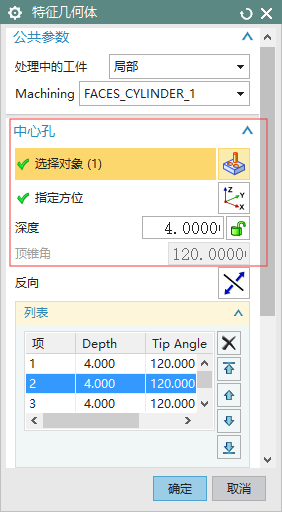 特征几何体
公共参数
处理中的工件 局部
Machining FACES_CYLINDER_1
中心孔
选择对象 (1)
指定方位
深度 4.0000
顶锥角 120.0000
反向
列表
项 Depth Tip Angle
1 4.000 120.000
2 4.000 120.000
3 4.000 120.000
确定 取消